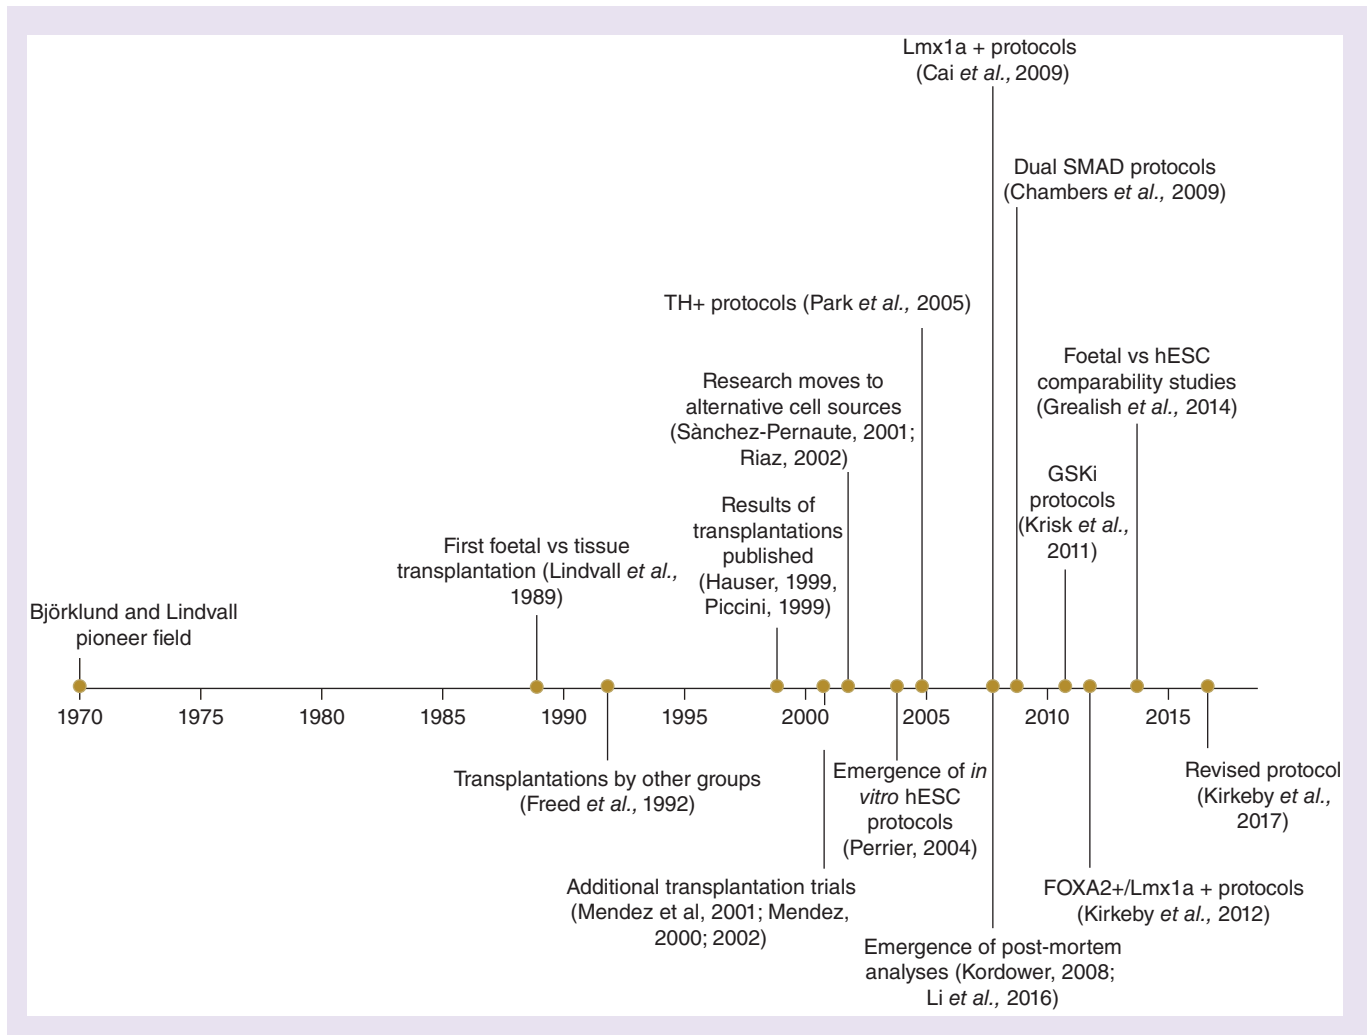 Lmx1a + protocols
(Cai et al., 2009)
Dual SMAD protocols
(Chambers et al., 2009)
TH+ protocols (Park et al., 2005)
Foetal vs hESC
comparability studies
(Grealish et al., 2014)
Research moves to
alternative cell sources
(Sànchez-Pernaute, 2001;
Riaz, 2002)
GSKi
protocols
(Krisk et al.,
2011)
Results of
transplantations
published
(Hauser, 1999,
Piccini, 1999)
First foetal vs tissue
transplantation (Lindvall et al.,
1989)
Björklund and Lindvall
pioneer field
1970 1975 1980 1985 1990 1995 2000 2005 2010 2015
Transplantations by other groups
(Freed et al., 1992)
Emergence of in
vitro hESC
protocols
(Perrier, 2004)
Revised protocol
(Kirkeby et al.,
2017)
Additional transplantation trials
(Mendez et al, 2001; Mendez,
2000; 2002)
FOXA2+/Lmx1a + protocols
(Kirkeby et al., 2012)
Emergence of post-mortem
analyses (Kordower, 2008;
Li et al., 2016)